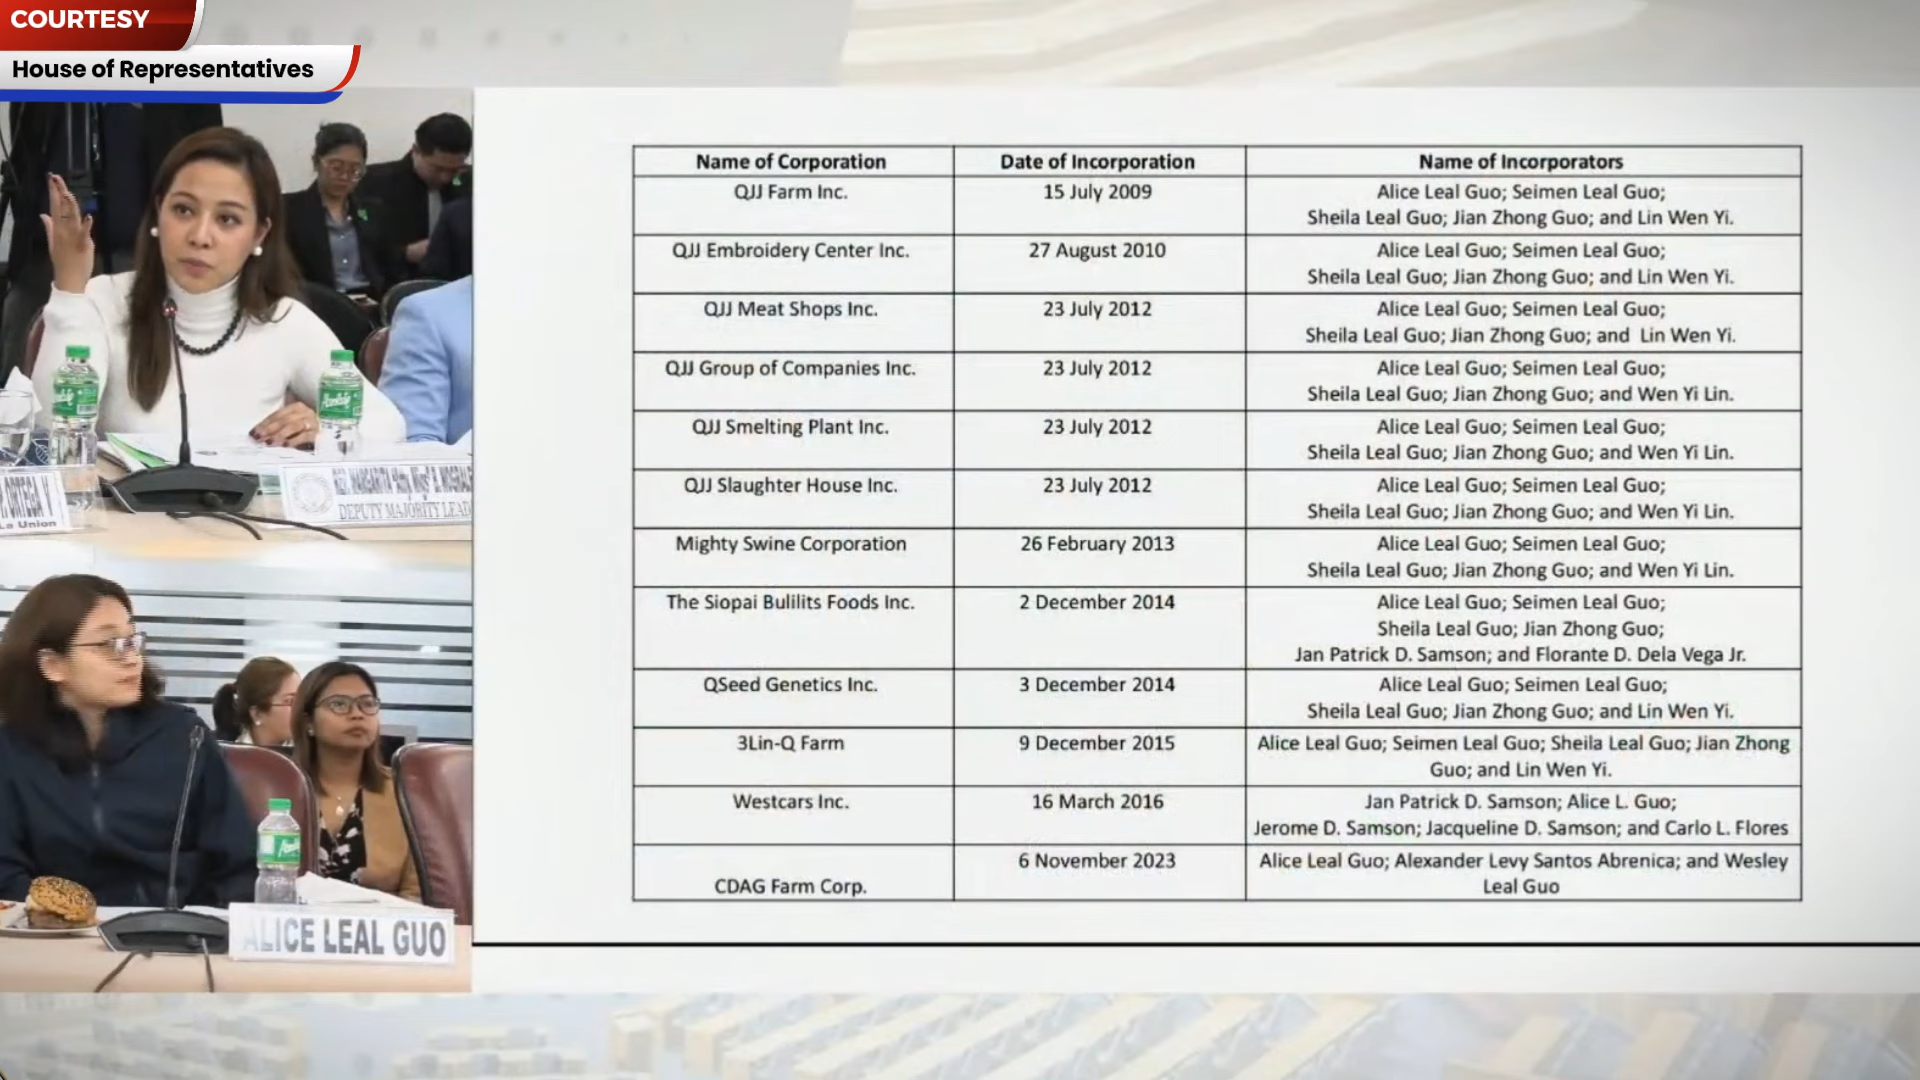 COURTESY
House of Representatives
Name of Corporation Date of Incorporation Name of Incorporators
QJJ Farm Inc. 15 July 2009 Alice Leal Guo; Seimen Leal Guo;
Sheila Leal Guo; Jian Zhong Guo; and Lin Wen Yi.
QJJ Embroidery Center Inc. 27 August 2010 Alice Leal Guo; Seimen Leal Guo;
Sheila Leal Guo; Jian Zhong Guo; and Lin Wen Yi.
QJJ Meat Shops Inc. 23 July 2012 Alice Leal Guo; Seimen Leal Guo;
Sheila Leal Guo; Jian Zhong Guo; and Lin Wen Yi.
QJJ Group of Companies Inc. 23 July 2012 Alice Leal Guo; Seimen Leal Guo;
Sheila Leal Guo; Jian Zhong Guo; and Wen Yi Lin.
QJJ Smelting Plant Inc. 23 July 2012 Alice Leal Guo; Seimen Leal Guo;
Sheila Leal Guo; Jian Zhong Guo; and Wen Yi Lin.
QJJ Slaughter House Inc. 23 July 2012 Alice Leal Guo; Seimen Leal Guo;
Sheila Leal Guo; Jian Zhong Guo; and Wen Yi Lin.
Mighty Swine Corporation 26 February 2013 Alice Leal Guo; Seimen Leal Guo;
Sheila Leal Guo; Jian Zhong Guo; and Wen Yi Lin.
The Siopai Bulilits Foods Inc. 2 December 2014 Alice Leal Guo; Seimen Leal Guo;
Sheila Leal Guo; Jian Zhong Guo;
Jan Patrick D. Samson; and Florante D. Dela Vega Jr.
QSeed Genetics Inc. 3 December 2014 Alice Leal Guo; Seimen Leal Guo;
Sheila Leal Guo; Jian Zhong Guo; and Lin Wen Yi.
3Lin-Q Farm 9 December 2015 Alice Leal Guo; Seimen Leal Guo; Sheila Leal Guo; Jian Zhong
Guo; and Lin Wen Yi.
Westcars Inc. 16 March 2016 Jan Patrick D. Samson; Alice L. Guo;
Jerome D. Samson; Jacqueline D. Samson; and Carlo L. Flores
6 November 2023 Alice Leal Guo; Alexander Levy Santos Abrenica; and Wesley
CDAG Farm Corp. Leal Guo
ORTEGA V
La Union
DEPUTY MAJORITY LEAD
ALICE LEAL GUO